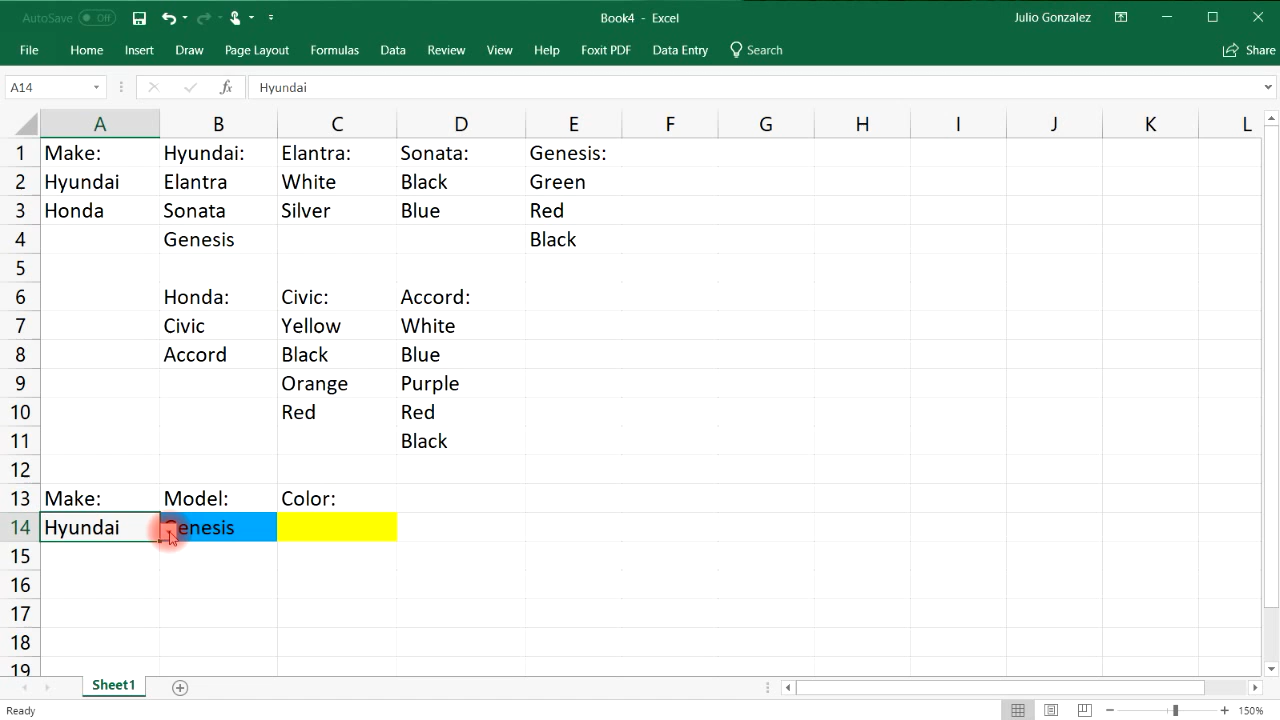 AutoSave Off Book4 - Excel Julio Gonzalez
File Home Insert Draw Page Layout Formulas Data Review View Help Foxit PDF Data Entry Search Share
A14 fx Hyundai
A B C D E F G H I J K L
1 Make: Hyundai: Elantra: Sonata: Genesis:
2 Hyundai Elantra White Black Green
3 Honda Sonata Silver Blue Red
4 Genesis Black
5
6 Honda: Civic: Accord:
7 Civic Yellow White
8 Accord Black Blue
9 Orange Purple
10 Red Red
11 Black
12
13 Make: Model: Color:
14 Hyundai Genesis
15
16
17
18
19
Sheet1
Ready 150%